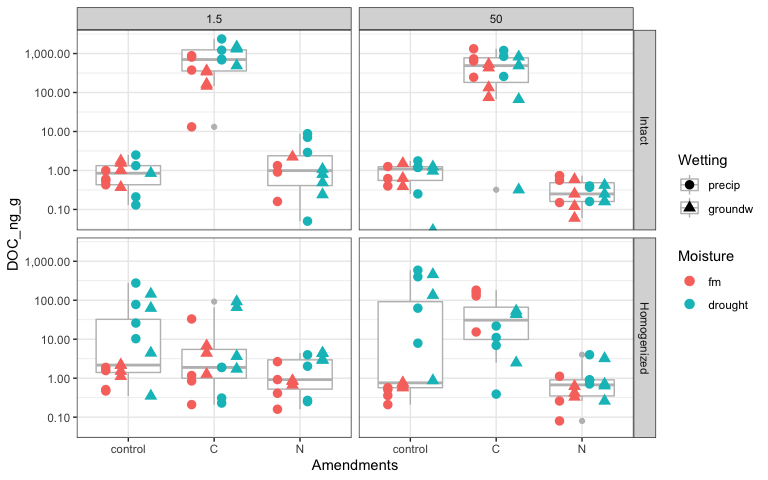 1.5
50
1,000.00
100.00
10.00
1.00
0.10
Intact
1,000.00
100.00
10.00
1.00
0.10
Homogenized
DOC_ng_g
control
C
N
control
C
N
Amendments
Wetting
precip
groundw
Moisture
fm
drought